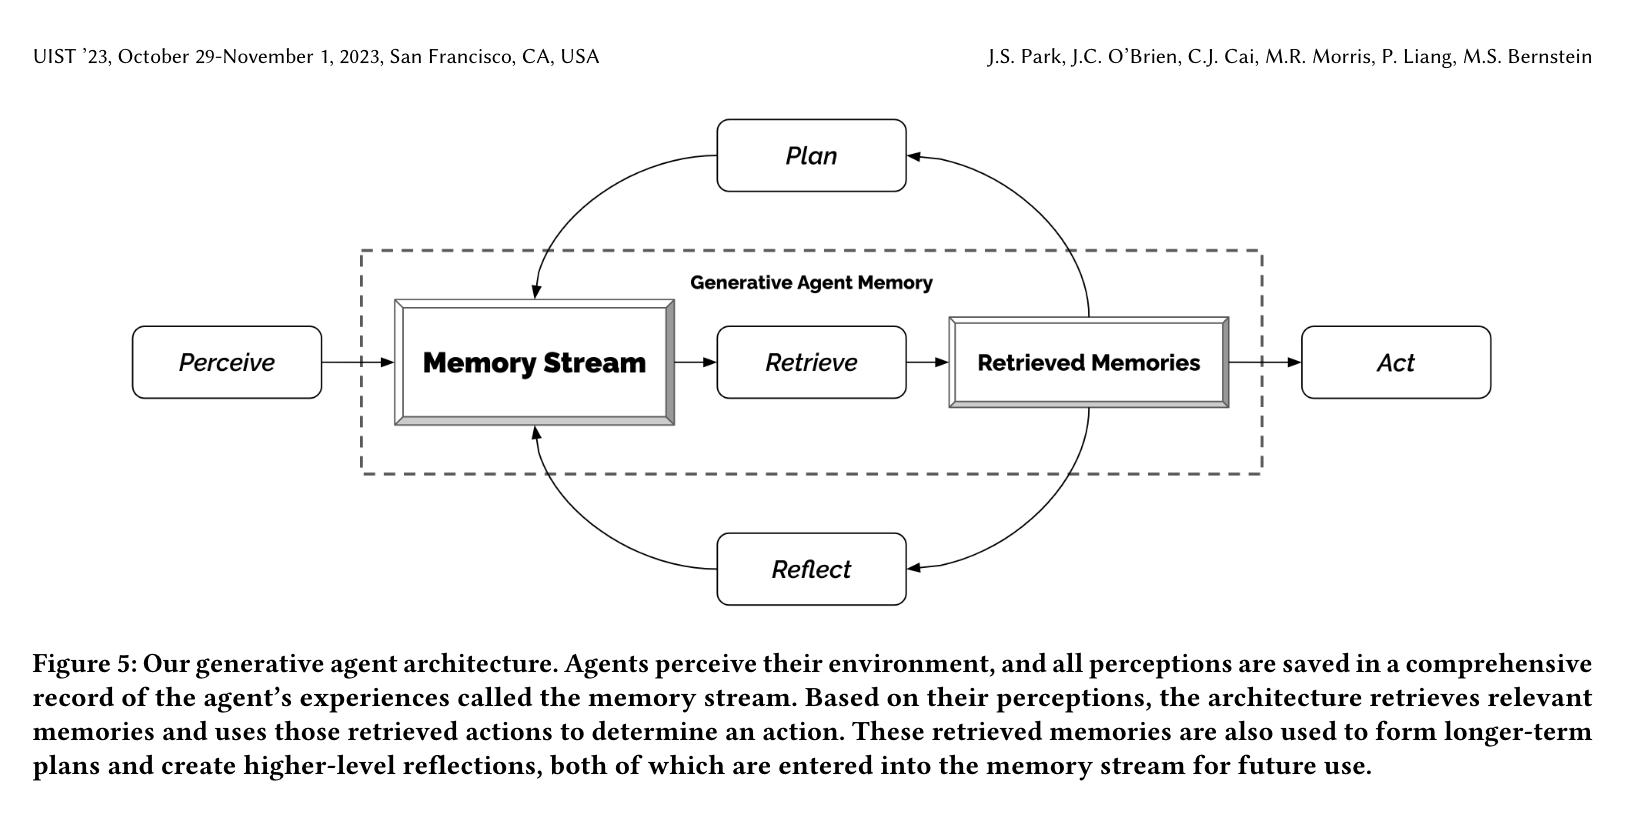 UIST ’23, October 29-November 1, 2023, San Francisco, CA, USA
J.S. Park, J.C. O’Brien, C.J. Cai, M.R. Morris, P. Liang, M.S. Bernstein
Plan
Generative Agent Memory
Perceive
Memory Stream
Retrieve
Retrieved Memories
Act
Reflect
Figure 5: Our generative agent architecture. Agents perceive their environment, and all perceptions are saved in a comprehensive
record of the agent’s experiences called the memory stream. Based on their perceptions, the architecture retrieves relevant
memories and uses those retrieved actions to determine an action. These retrieved memories are also used to form longer-term
plans and create higher-level reflections, both of which are entered into the memory stream for future use.